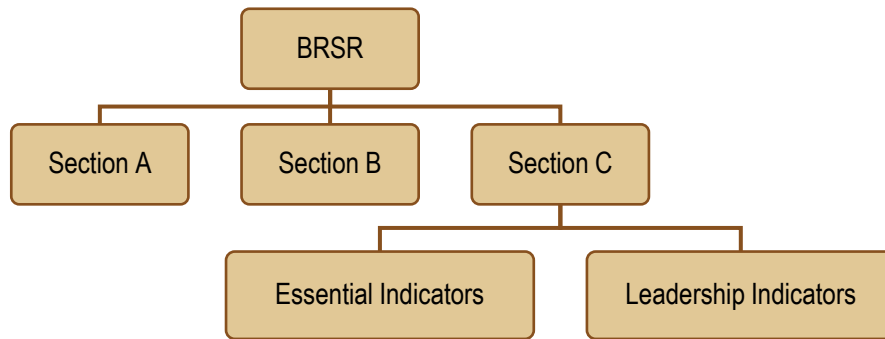 BRSR
Section A
Section B
Section C
Essential Indicators
Leadership Indicators